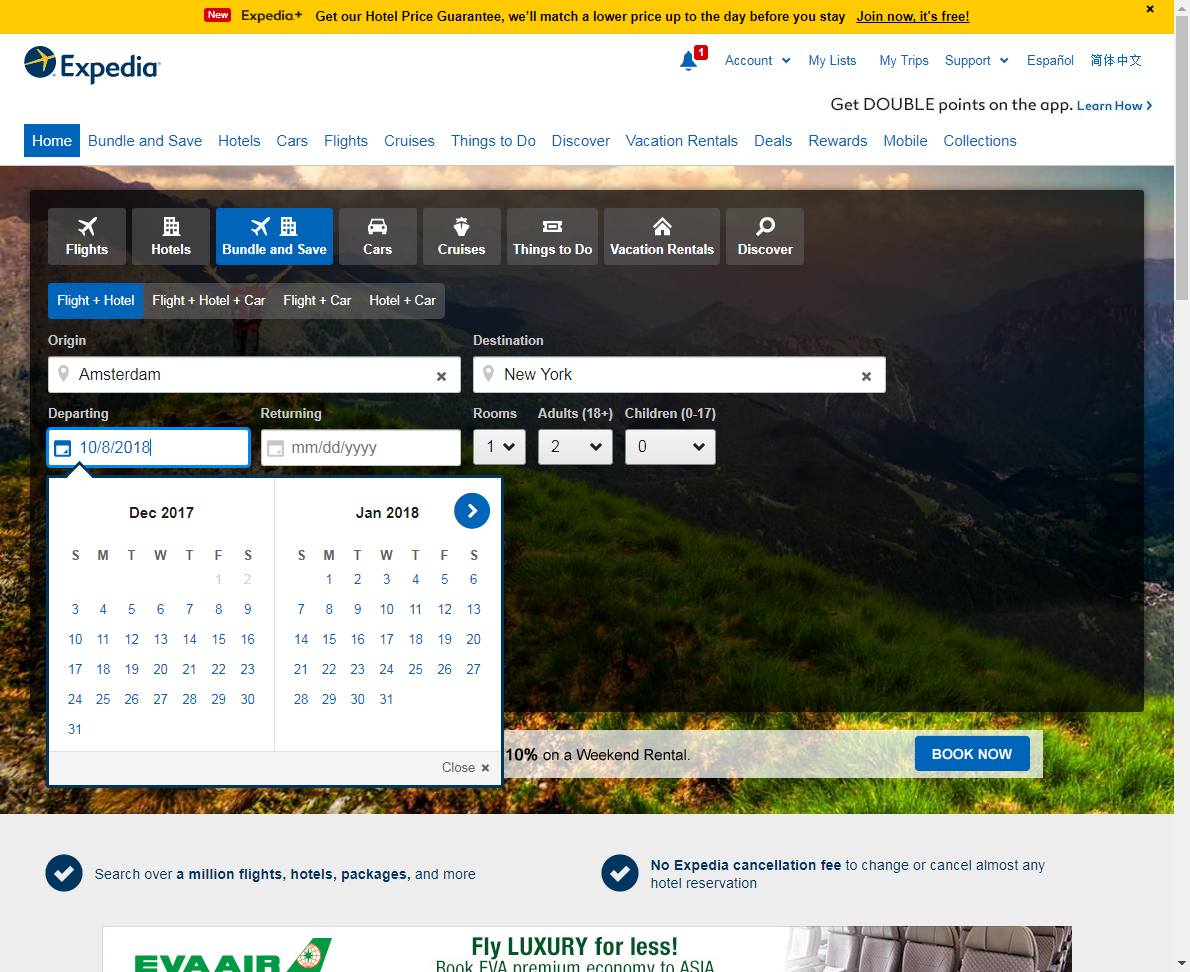 New Expedia+ Get our Hotel Price Guarantee, we'll match a lower price up to the day before you stay Join now, it's free!
Expedia
1
Account My Lists My Trips Support Español 简体中文
Get DOUBLE points on the app. Learn How
Home Bundle and Save Hotels Cars Flights Cruises Things to Do Discover Vacation Rentals Deals Rewards Mobile Collections
Flights Hotels Bundle and Save Cars Cruises Things to Do Vacation Rentals Discover
Flight + Hotel Flight + Hotel + Car Flight + Car Hotel + Car
Origin Destination
Amsterdam New York
Departing Returning Rooms Adults (18+) Children (0-17)
10/8/2018 mm/dd/yyyy 1 2 0
Dec 2017 Jan 2018
S M T W T F S S M T W T F S
1 2 1 2 3 4 5 6
3 4 5 6 7 8 9 7 8 9 10 11 12 13
10 11 12 13 14 15 16 14 15 16 17 18 19 20
17 18 19 20 21 22 23 21 22 23 24 25 26 27
24 25 26 27 28 29 30 28 29 30 31
31
10% on a Weekend Rental. BOOK NOW
Close
Search over a million flights, hotels, packages, and more
No Expedia cancellation fee to change or cancel almost any
hotel reservation
EVA AIR
Fly LUXURY for less!
Book EVA premium economy to ASIA